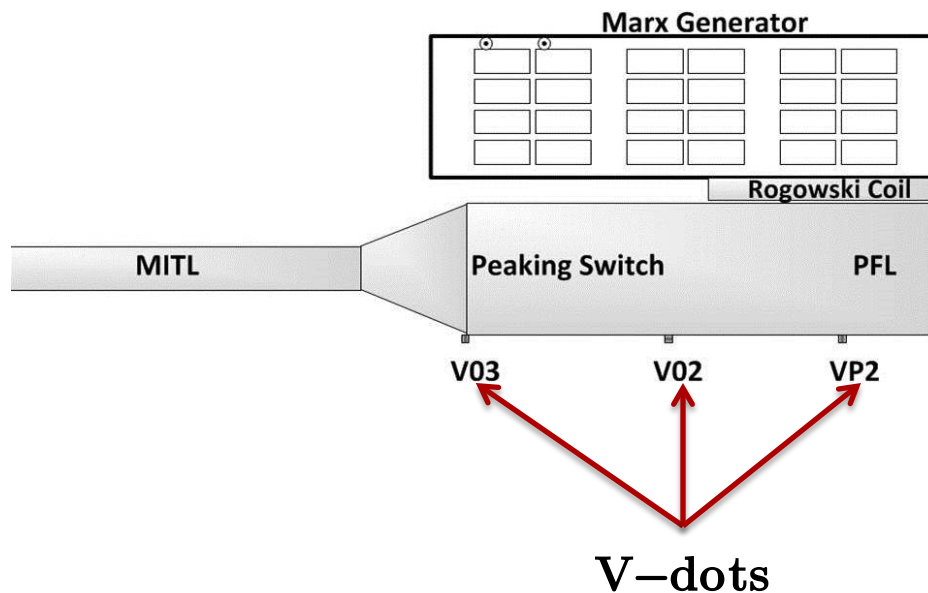 Marx Generator
Rogowski Coil
MITL
Peaking Switch
PFL
V03
V02
VP2
V–dots